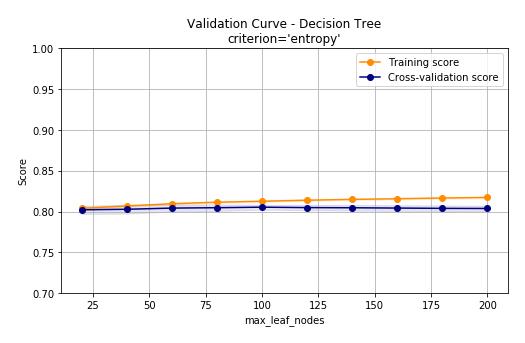 Validation Curve - Decision Tree
criterion='entropy'
Training score
Cross-validation score
Score
1.00
0.95
0.90
0.85
0.80
0.75
0.70
25 50 75 100 125 150 175 200
max_leaf_nodes